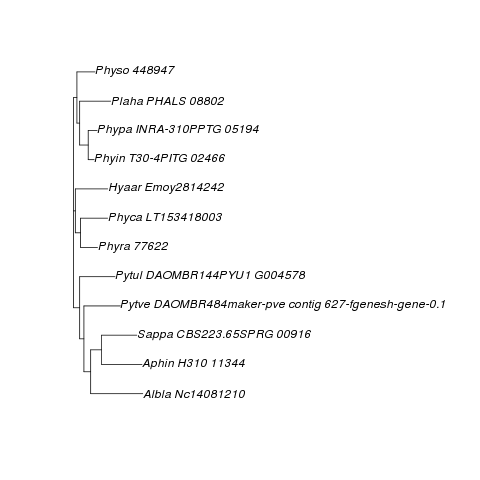 Physo 448947
Plaha PHALS 08802
Phypa INRA-310PPTG 05194
Phyin T30-4PITG 02466
Hyaar Emoy2814242
Phyca LT153418003
Phyra 77622
Pytul DAOMBR144PYU1 G004578
Pytve DAOMBR484maker-pve contig 627-fgenesh-gene-0.1
Sappa CBS223.65SPRG 00916
Aphin H310 11344
Albla Nc14081210